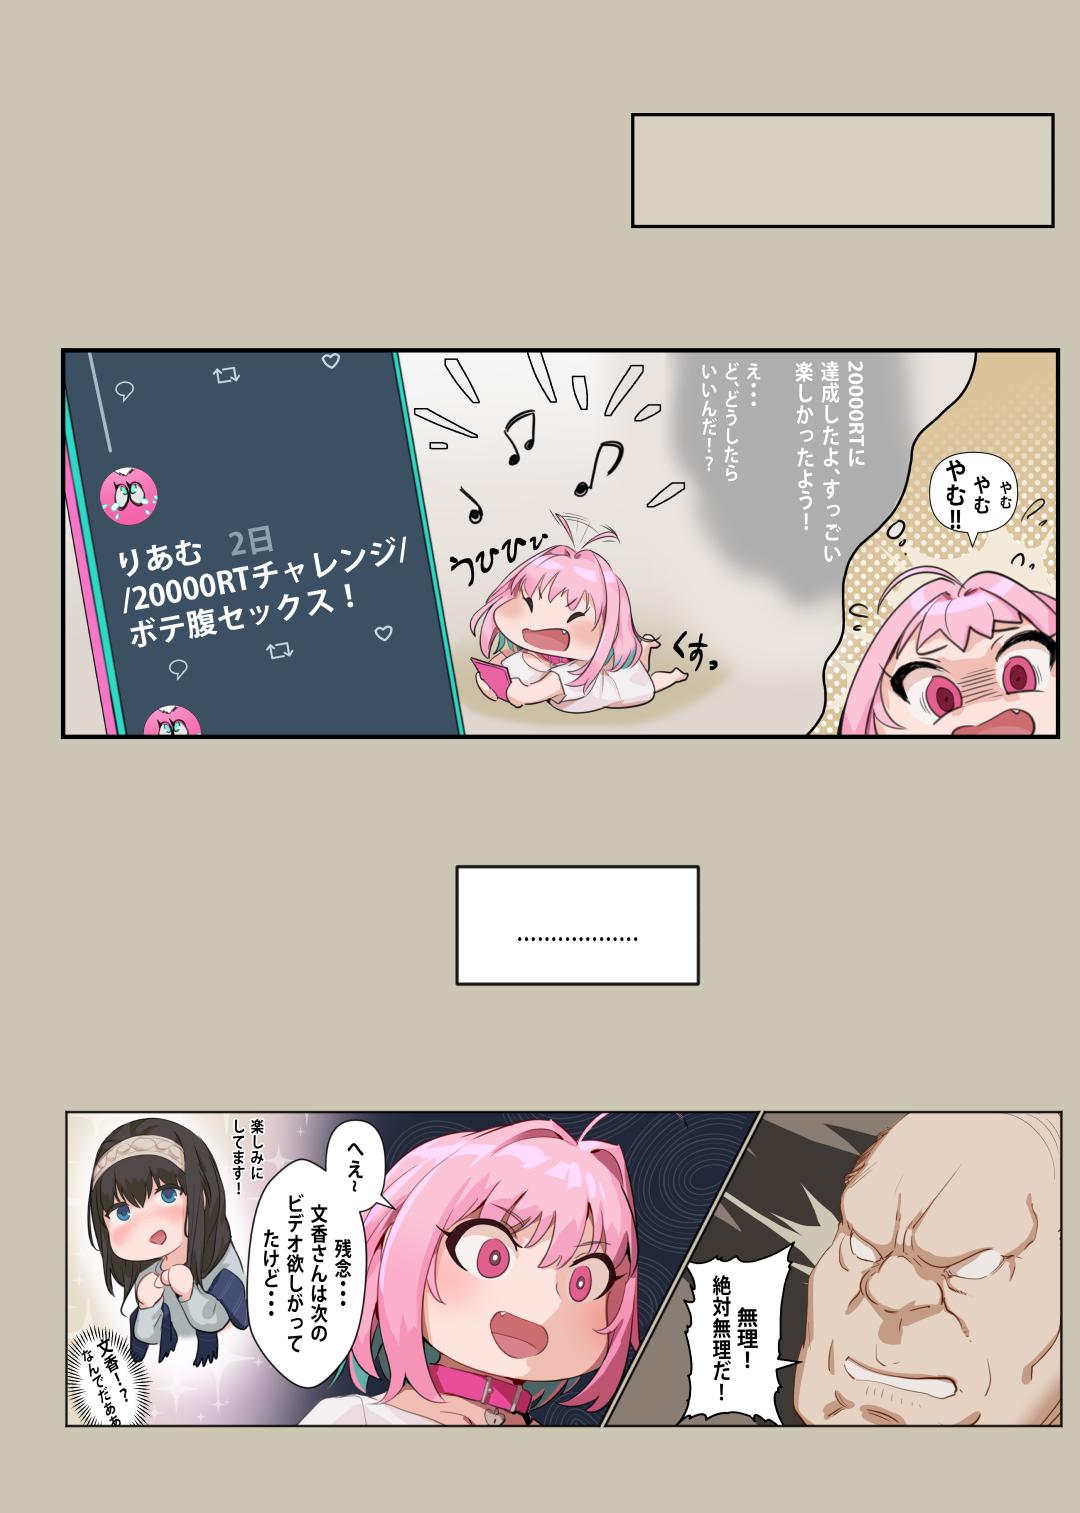 やむ
やむ
やむ!!
20000RTに
達成したよ、すっごい
楽しかったよう！
え・・・
ど、どうしたら
いいんだ！？
うひひひ
くすっ
りあむ 2日
/20000RTチャレンジ/
ボテ腹セックス！
..................
無理！
絶対無理だ！
へえ~
残念・・・
文香さんは次の
ビデオ欲しがって
たけど・・・
楽しみに
してます！
文香！？
なんでだああ